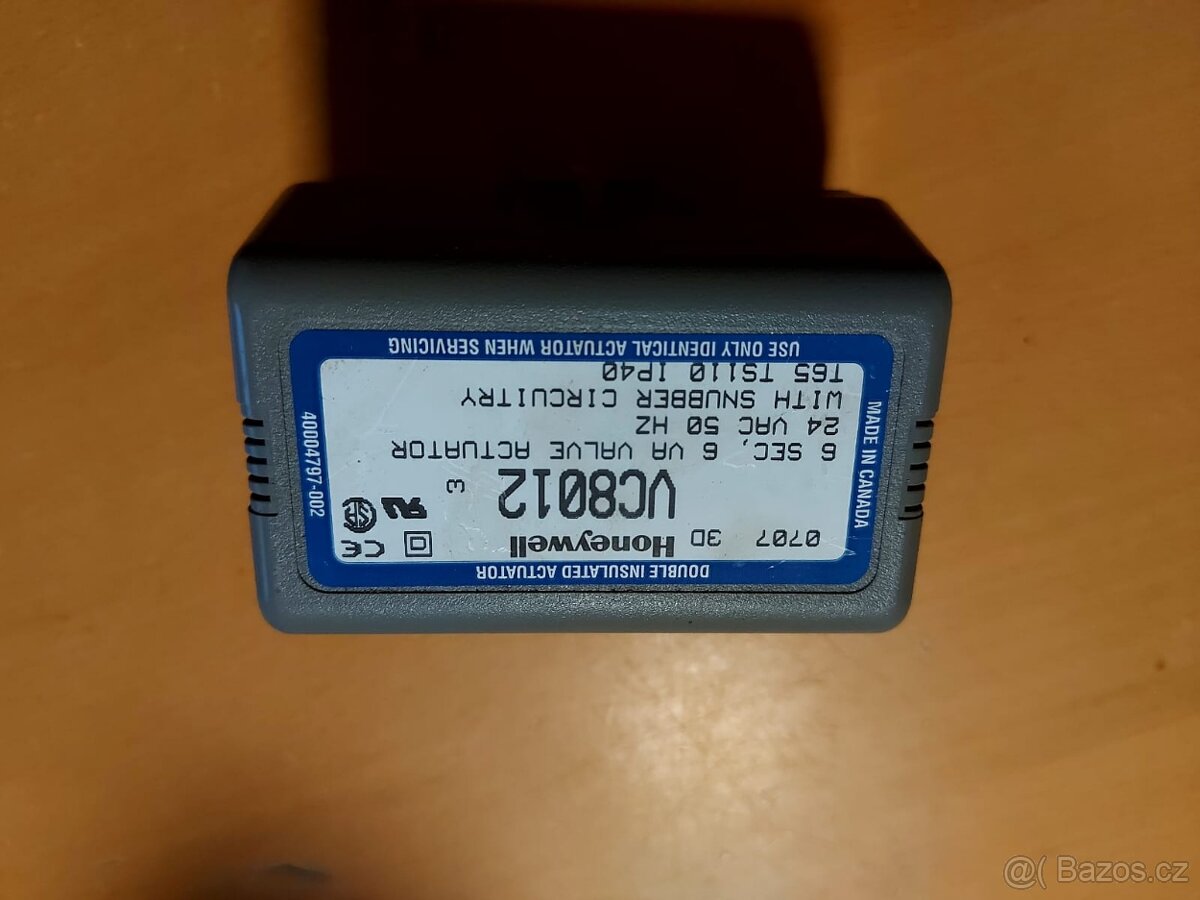 DOUBLE INSULATED ACTUATOR
0707 3D Honeywell CE
VC8012 3
6 SEC, 6 VA VALVE ACTUATOR
24 VAC 50 HZ
WITH SNUBBER CIRCUITRY
T65 TS110 IP40
USE ONLY IDENTICAL ACTUATOR WHEN SERVICING
MADE IN CANADA
40004797-002
@( Bazos.cz